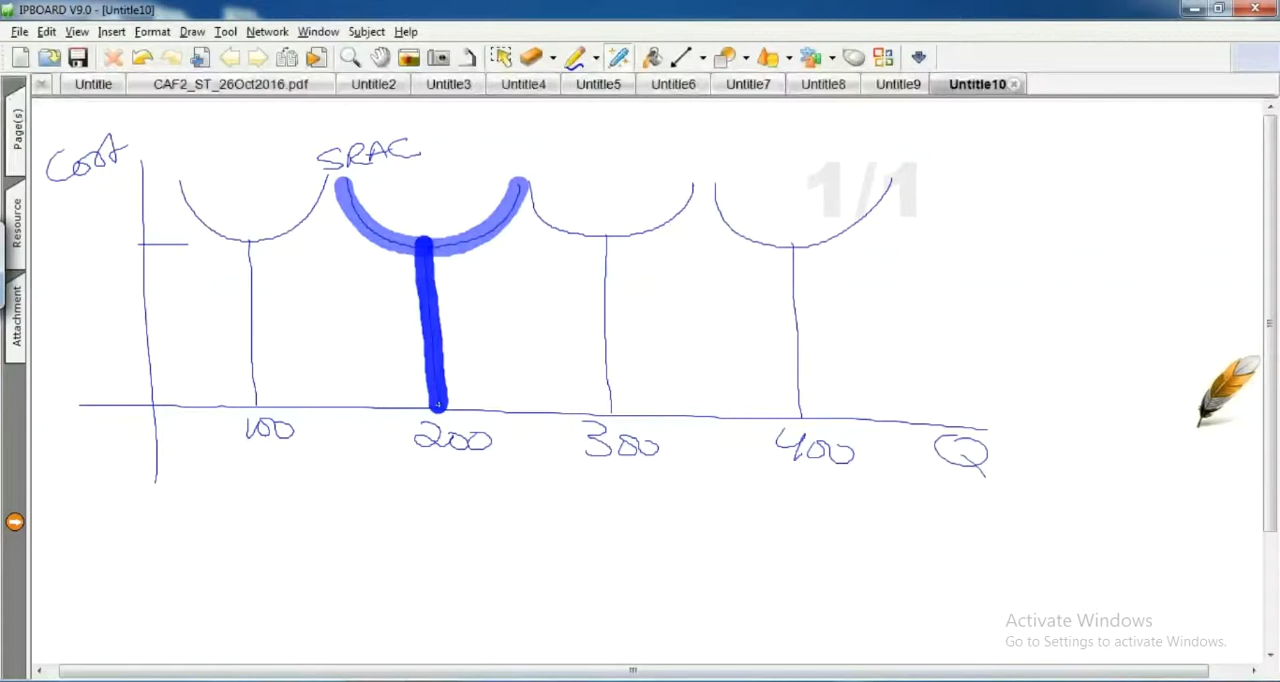 IPBOARD V9.0 - [Untitle10]
File Edit View Insert Format Draw Tool Network Window Subject Help
Untitle CAF2_ST_26Oct2016.pdf Untitle2 Untitle3 Untitle4 Untitle5 Untitle6 Untitle7 Untitle8 Untitle9 Untitle10
Page(s)
Resource
Attachment
Cost
SRAC
1/1
100 200 300 400 Q
Activate Windows
Go to Settings to activate Windows.